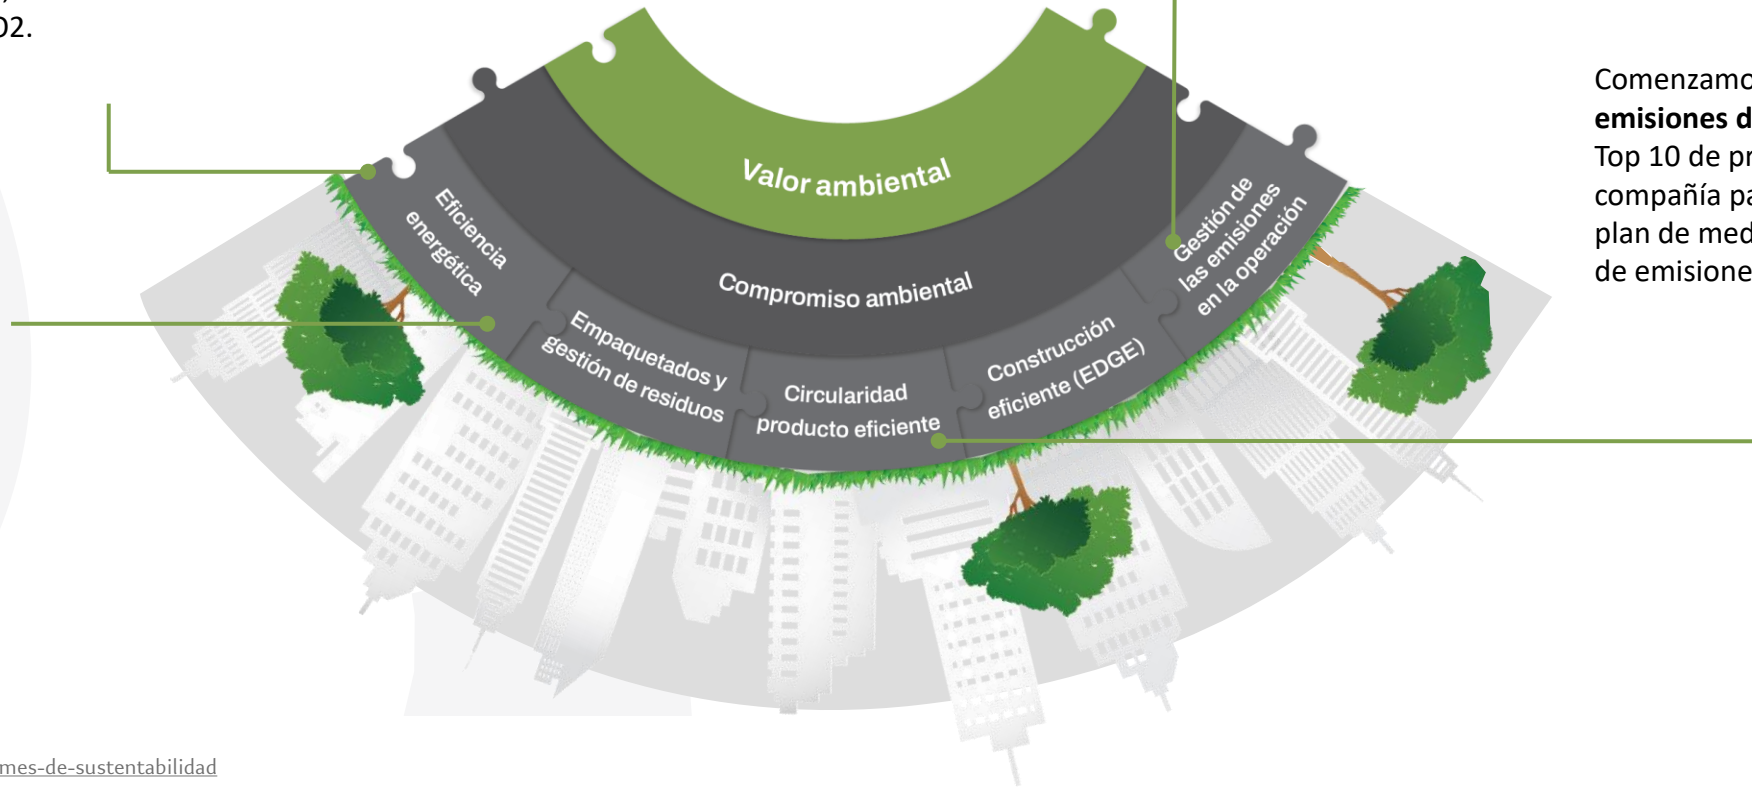 O2.
Comenzamo
emisiones d
Top 10 de pr
compañía pa
plan de med
de emisione
Valor ambiental
Compromiso ambiental
Eficiencia
energética
Empaquetados y
gestión de residuos
Circularidad
producto eficiente
Construcción
eficiente (EDGE)
Gestión de
las emisiones
en la operación
mes-de-sustentabilidad